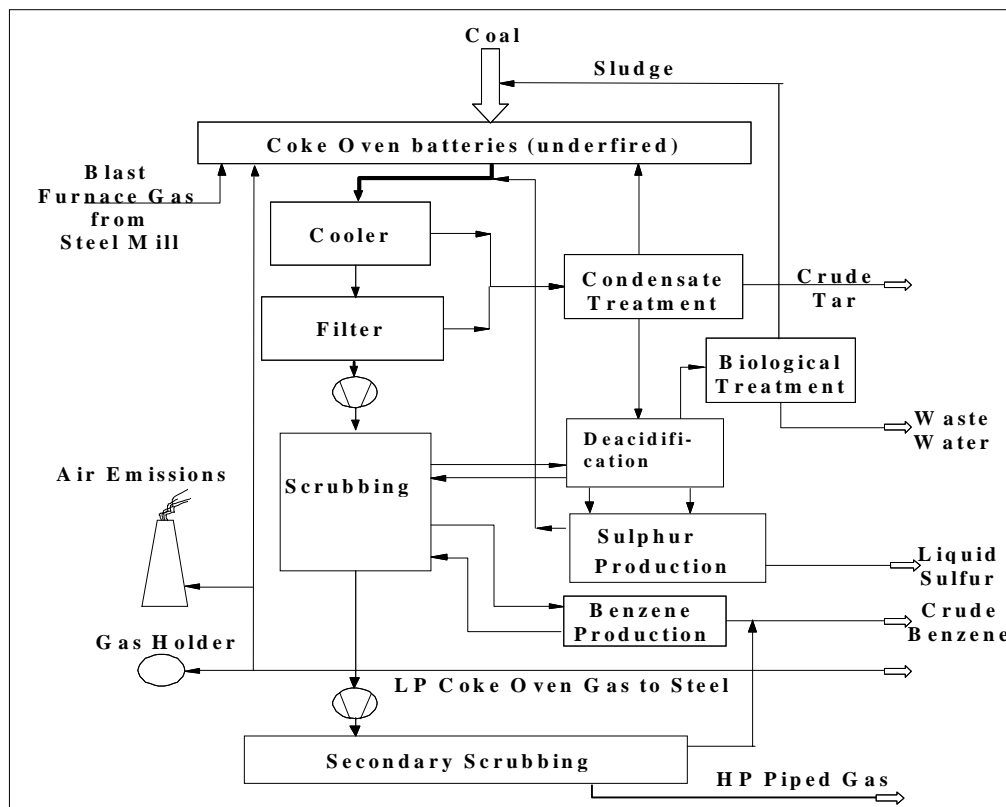 Coal
Sludge
Coke Oven batteries (underfired)
Blast
Furnace Gas
from
Steel Mill
Cooler
Condensate
Treatment
Crude
Tar
Filter
Biological
Treatment
Waste
Water
Deacidifi-
cation
Air Emissions
Scrubbing
Sulphur
Production
Liquid
Sulfur
Benzene
Production
Crude
Benzene
Gas Holder
LP Coke Oven Gas to Steel
Secondary Scrubbing
HP Piped Gas